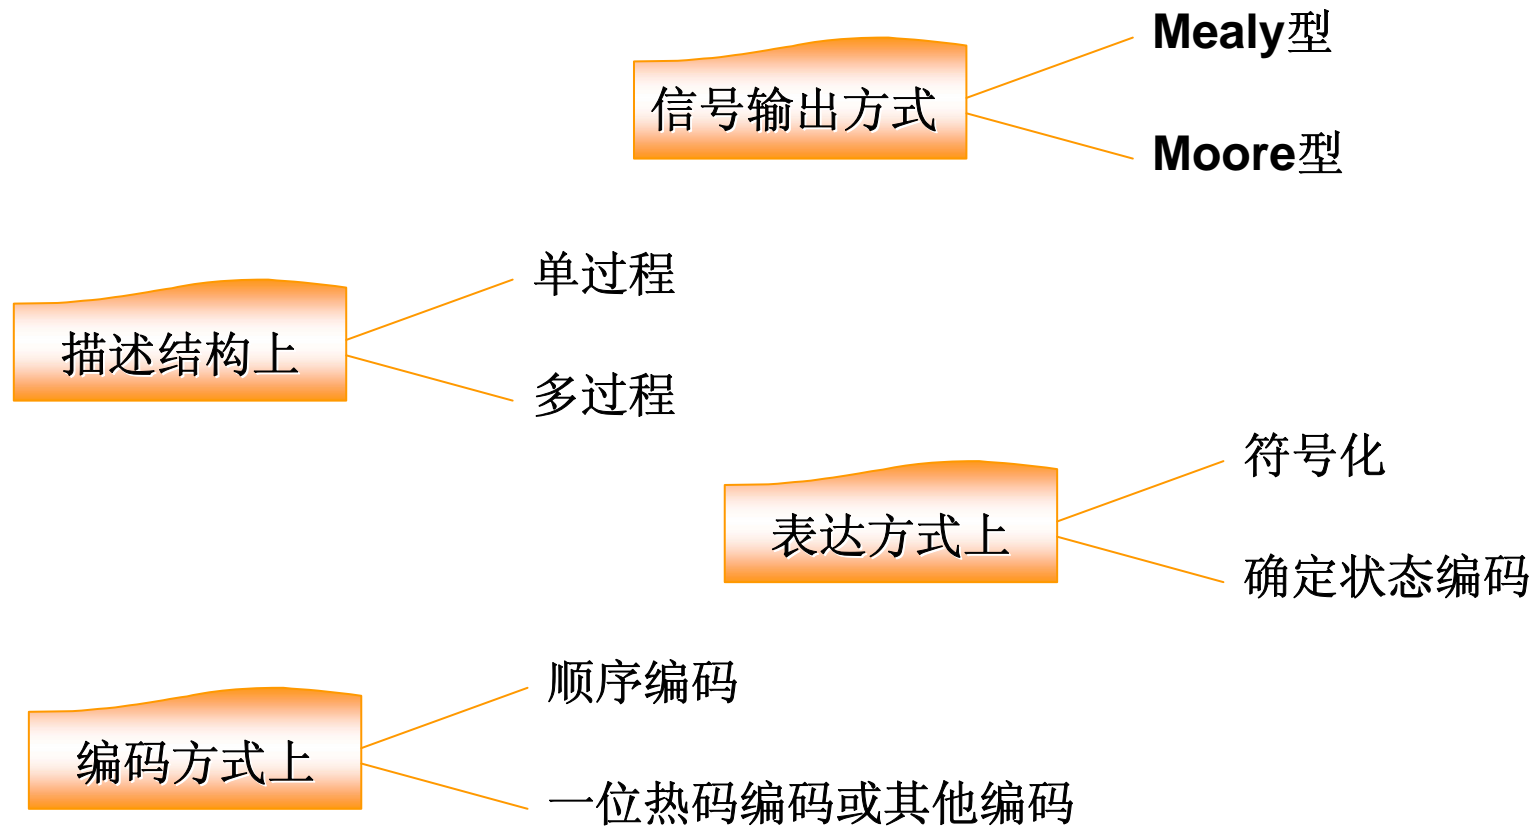 Mealy型
信号输出方式
Moore型
单过程
描述结构上
多过程
符号化
表达方式上
确定状态编码
顺序编码
编码方式上
一位热码编码或其他编码